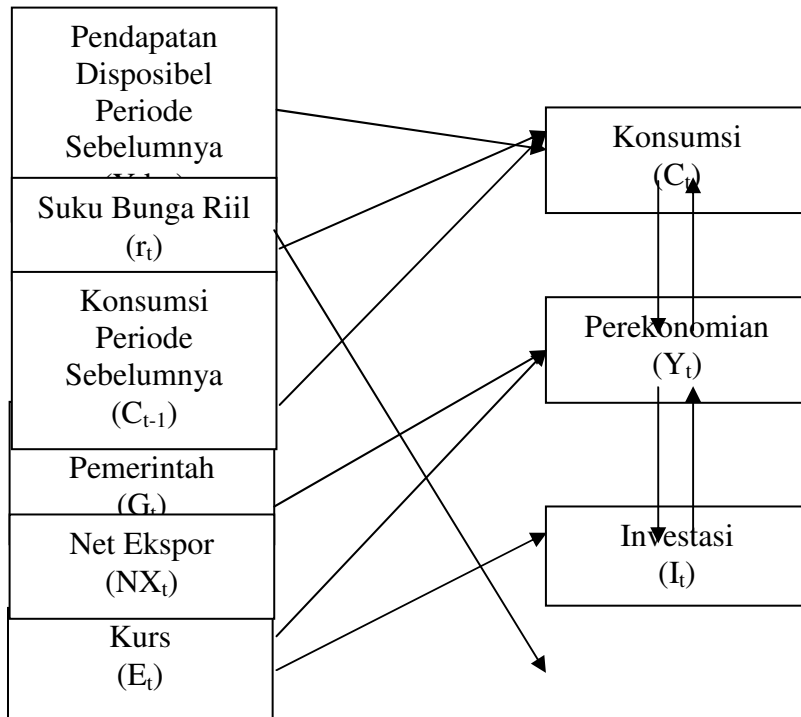 Pendapatan
Disposibel
Periode
Sebelumnya
Suku Bunga Riil
(rₜ)
Konsumsi
Periode
Sebelumnya
(Cₜ₋₁)
Pemerintah
(Gₜ)
Net Ekspor
(NXₜ)
Kurs
(Eₜ)
Konsumsi
(Cₜ)
Perekonomian
(Yₜ)
Investasi
(Iₜ)